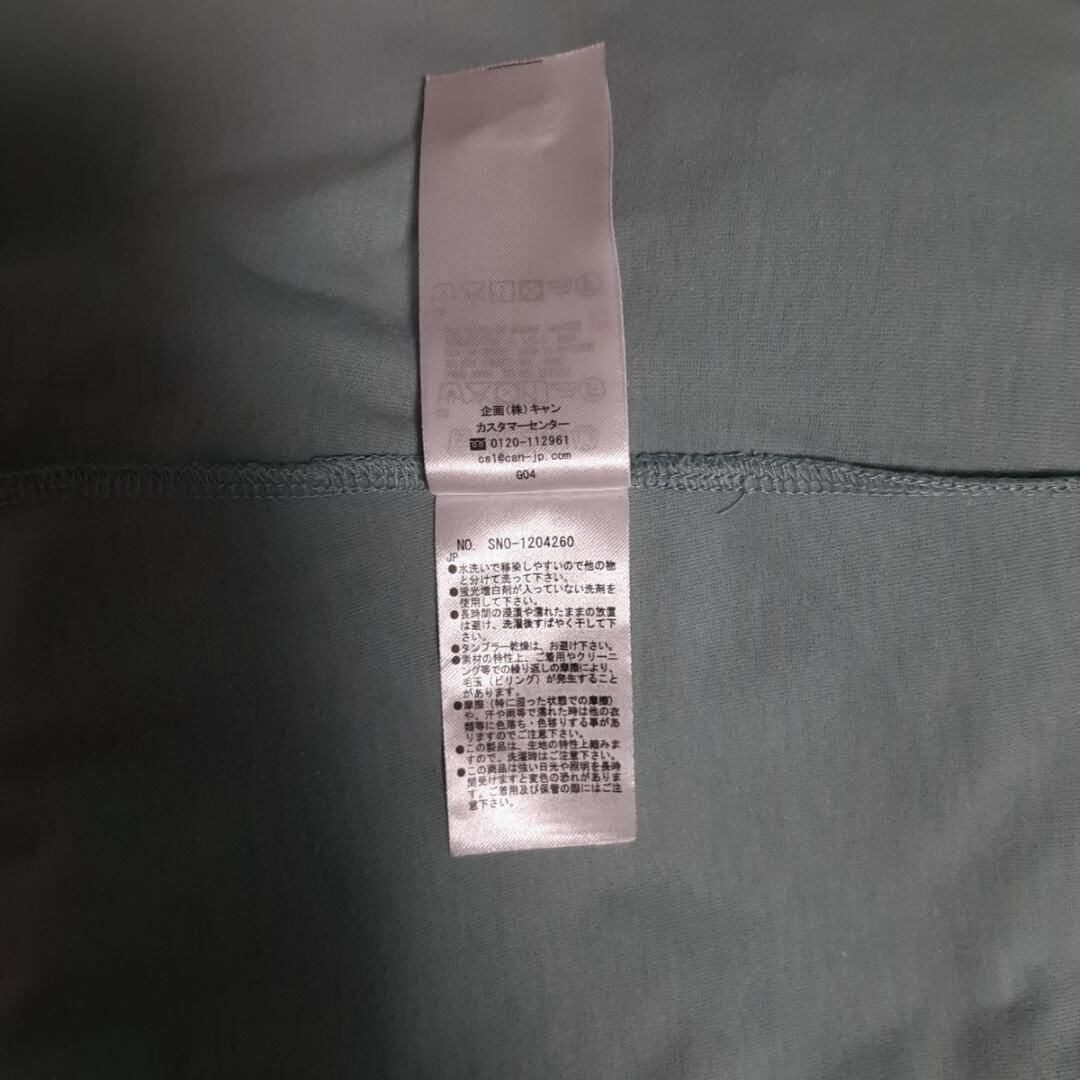 企画(株)キャン
カスタマーセンター
0120-112961
cs1@can-jp.com
G04
NO. SNO-1204260
JP
●水洗いで移染しやすいので他の物
と分けて洗って下さい。
●蛍光増白剤が入っていない洗剤を
使用して下さい。
●長時間の浸漬や濡れたままの放置
は避け、洗濯後すばやく干して下
さい。
●タンブラー乾燥は、お避け下さい。
●素材の特性上、ご着用やクリーニ
ング等での繰り返しの摩擦により、
毛玉(ピリング)が発生すること
があります。
●摩擦(特に湿った状態での摩擦)
や、汗や雨等で濡れた時は他の衣
類等に色落ち・色移りする事があ
りますのでご注意下さい。
●この製品は、生地の特性上縮みま
すので、洗濯時はご注意下さい。
●この商品は強い日光や照明を長時
間受けますと変色の恐れがありま
す。ご着用及び保管の際にはご注
意下さい。